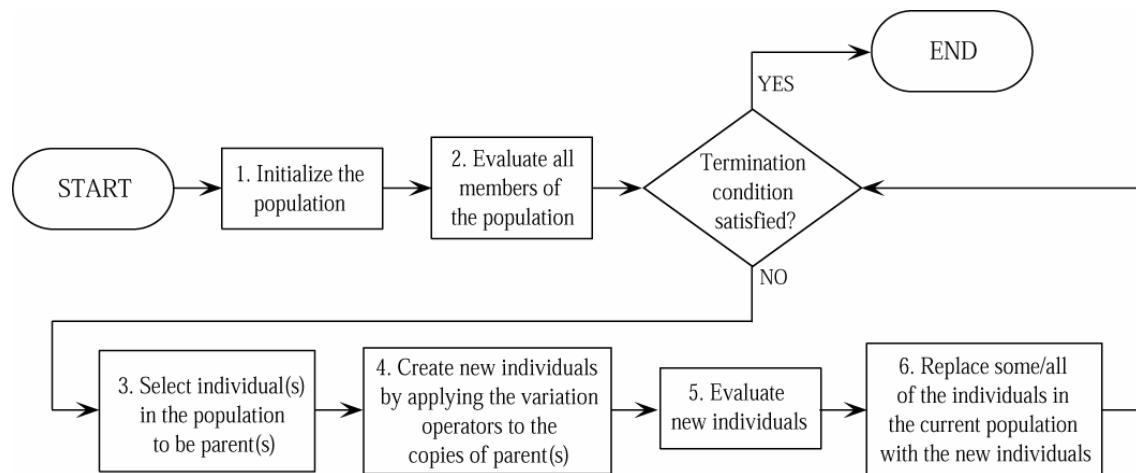 END
YES
START
1. Initialize the
population
2. Evaluate all
members of
the population
Termination
condition
satisfied?
NO
3. Select individual(s)
in the population
to be parent(s)
4. Create new individuals
by applying the variation
operators to the
copies of parent(s)
5. Evaluate
new individuals
6. Replace some/all
of the individuals in
the current population
with the new individuals